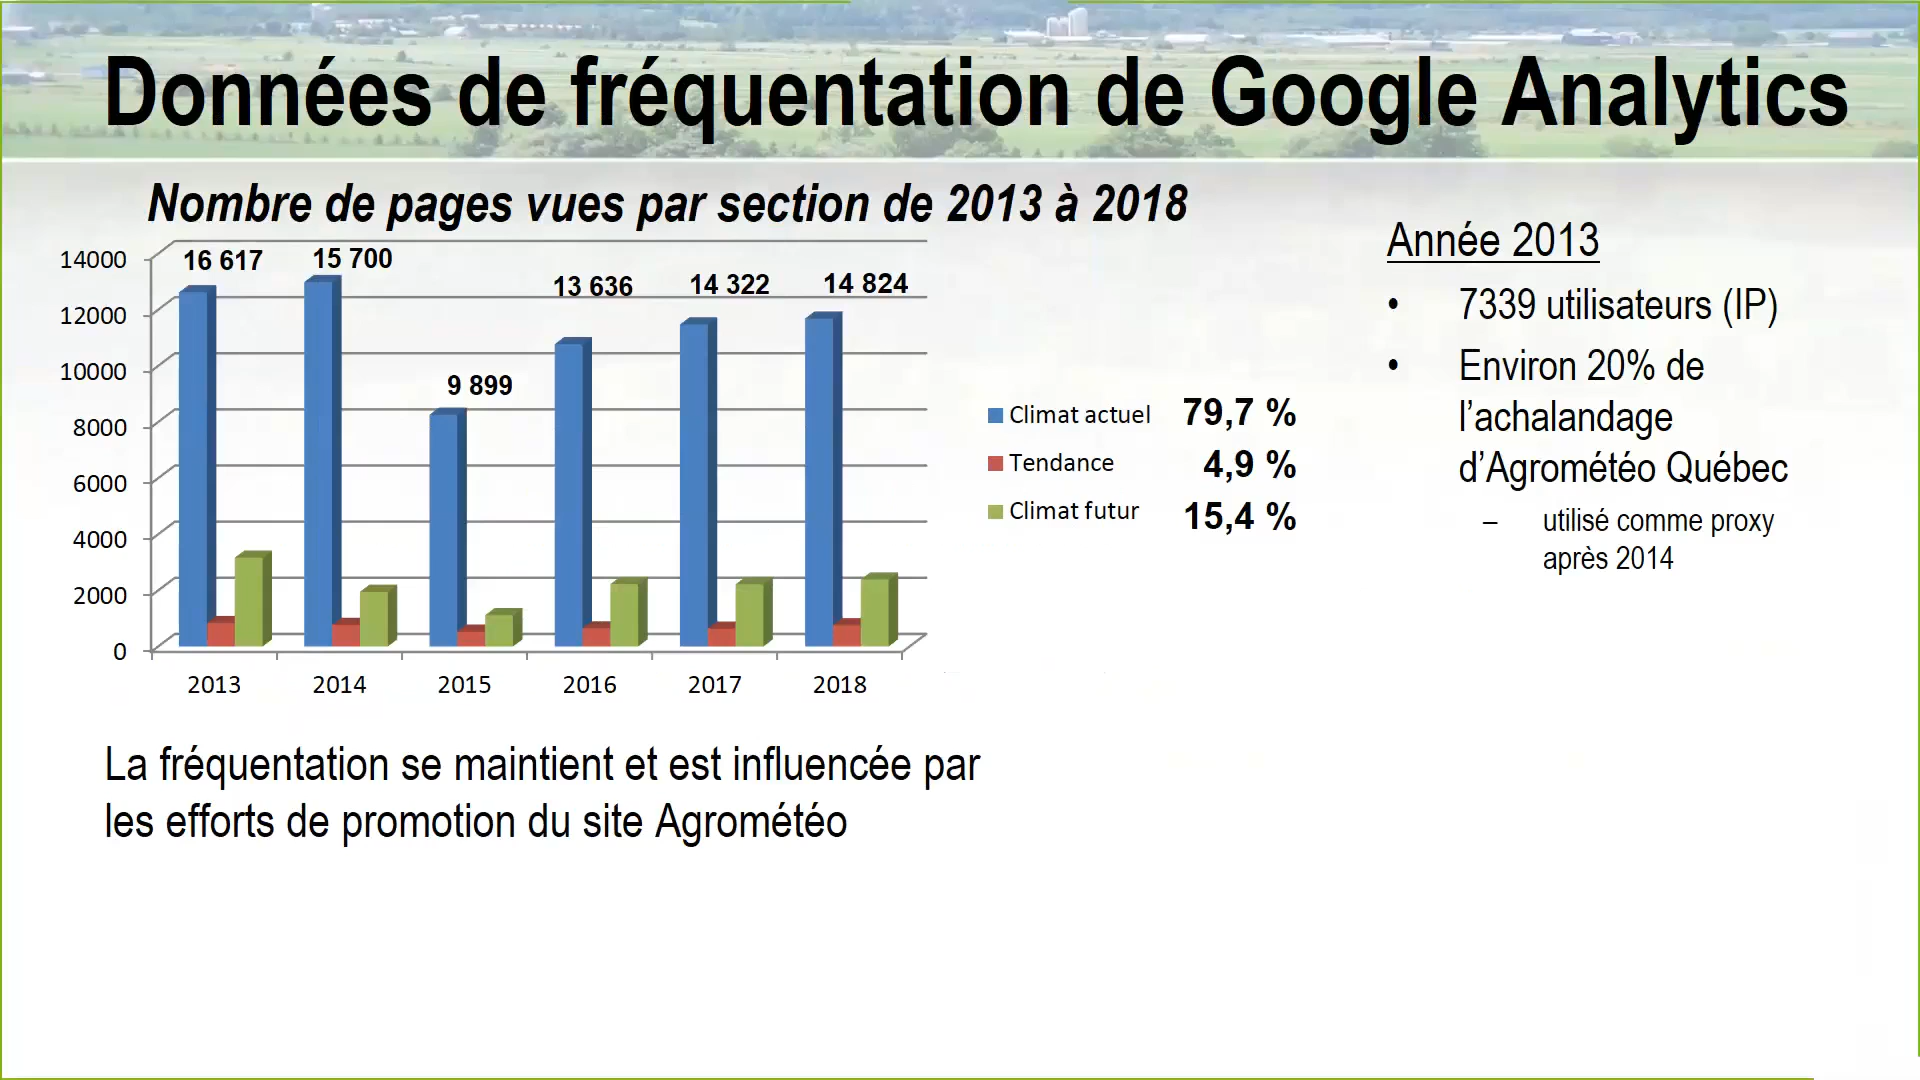 Données de fréquentation de Google Analytics
Nombre de pages vues par section de 2013 à 2018
14000
12000
10000
8000
6000
4000
2000
0
16 617
15 700
9 899
13 636
14 322
14 824
2013
2014
2015
2016
2017
2018
Climat actuel 79,7 %
Tendance 4,9 %
Climat futur 15,4 %
Année 2013
• 7339 utilisateurs (IP)
• Environ 20% de
l’achalandage
d’Agrométéo Québec
– utilisé comme proxy
après 2014
La fréquentation se maintient et est influencée par
les efforts de promotion du site Agrométéo